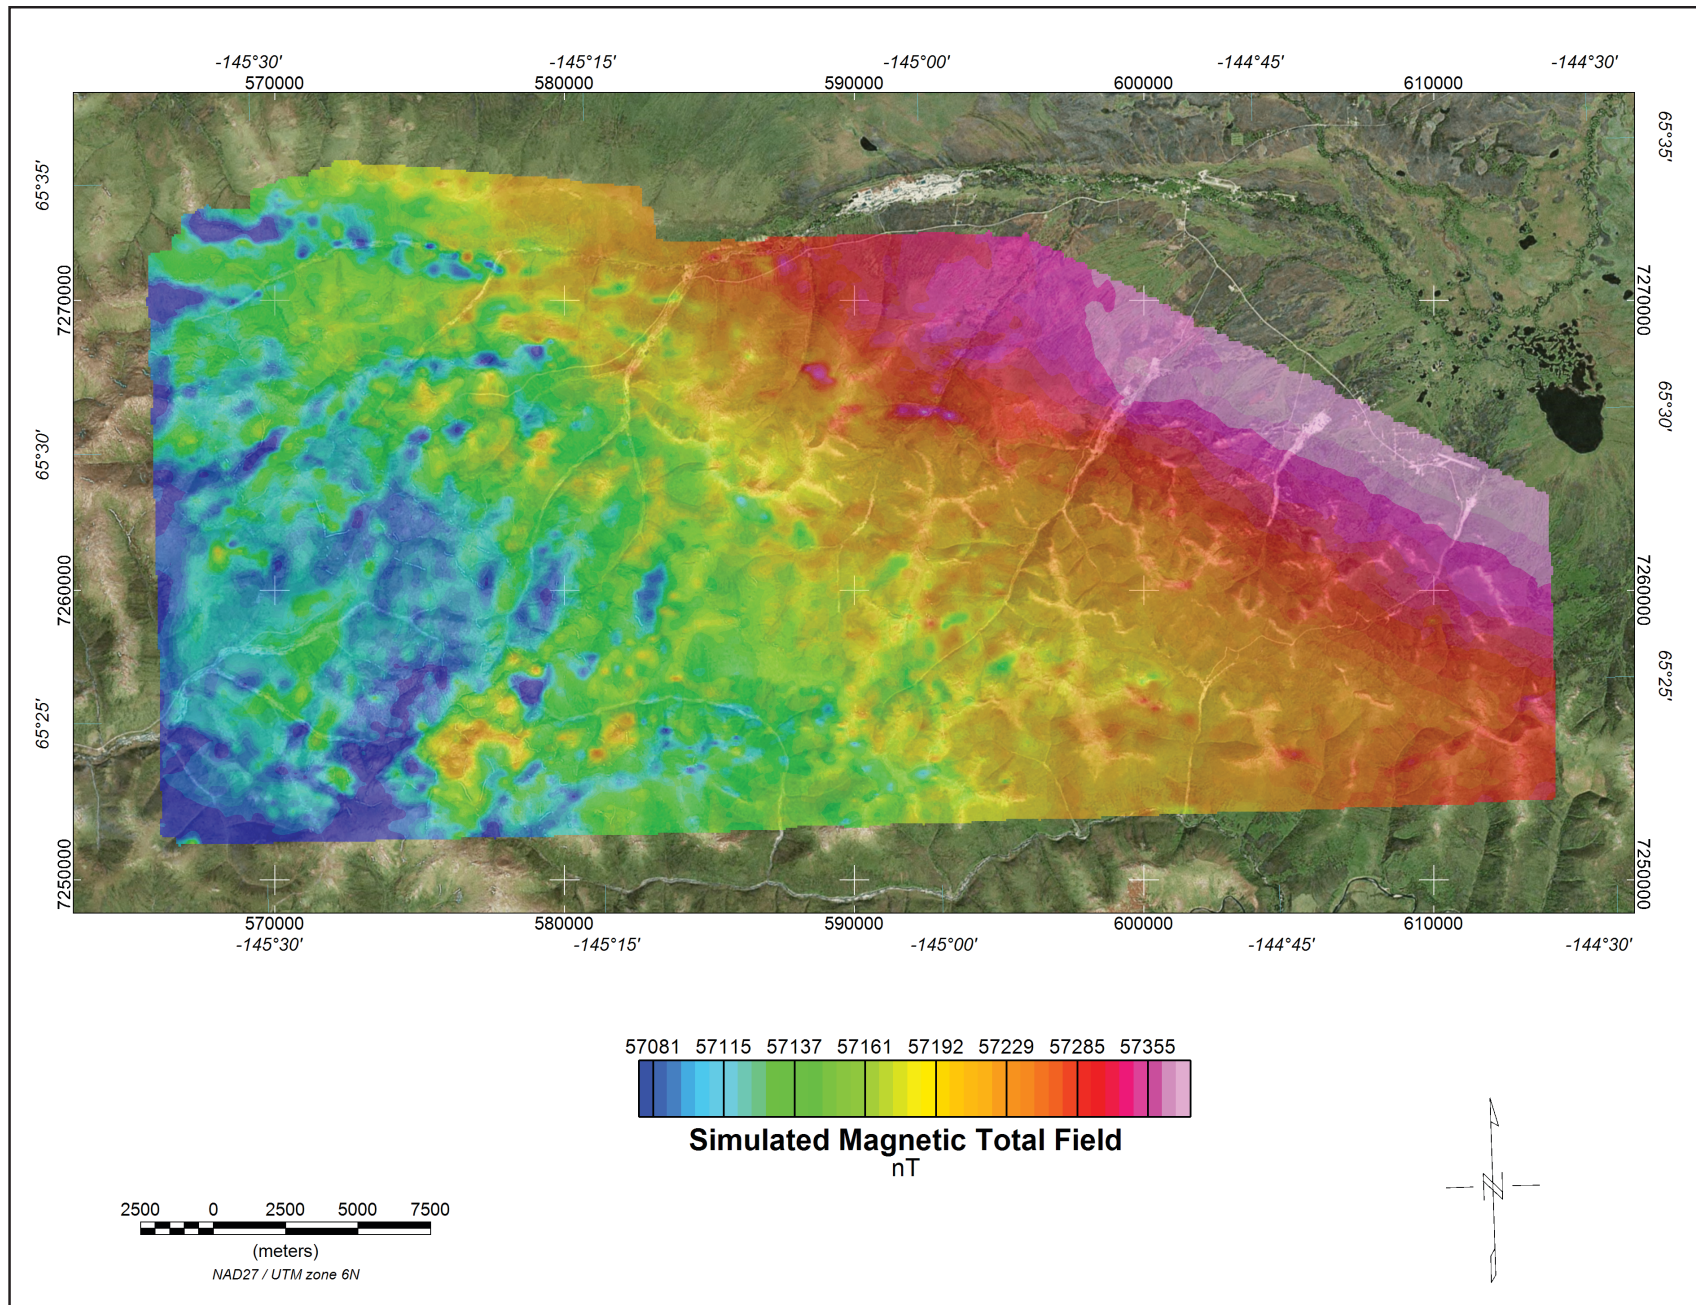 -145°30' -145°15' -145°00' -144°45' -144°30'
570000 580000 590000 600000 610000
65°35' 65°35'
7270000 7270000
65°30' 65°30'
7260000 7260000
65°25' 65°25'
7250000 7250000
570000 580000 590000 600000 610000
-145°30' -145°15' -145°00' -144°45' -144°30'
57081 57115 57137 57161 57192 57229 57285 57355
Simulated Magnetic Total Field
nT
2500 0 2500 5000 7500
(meters)
NAD27 / UTM zone 6N
N